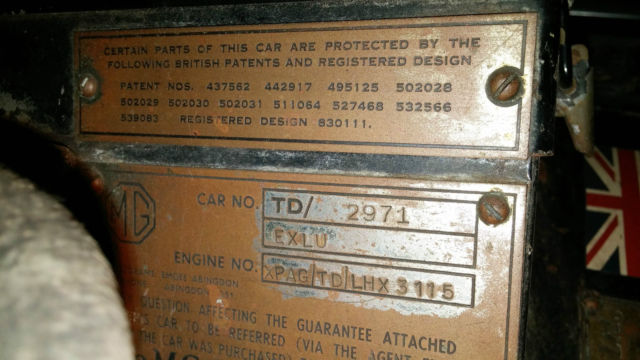 CERTAIN PARTS OF THIS CAR ARE PROTECTED BY THE
FOLLOWING BRITISH PATENTS AND REGISTERED DESIGN
PATENT NOS. 437562 442917 495125 502028
502029 502030 502031 511064 527468 532566
539083 REGISTERED DESIGN 830111.
MG
CAR NO. TD/ 2971
EXLU
ENGINE NO. XPAG/TD/LHX3115
ABINGDON
ABINGDON
QUESTION AFFECTING THE GUARANTEE ATTACHED
CAR TO BE REFERRED (VIA THE AGENT
THE CAR WAS PURCHASED)